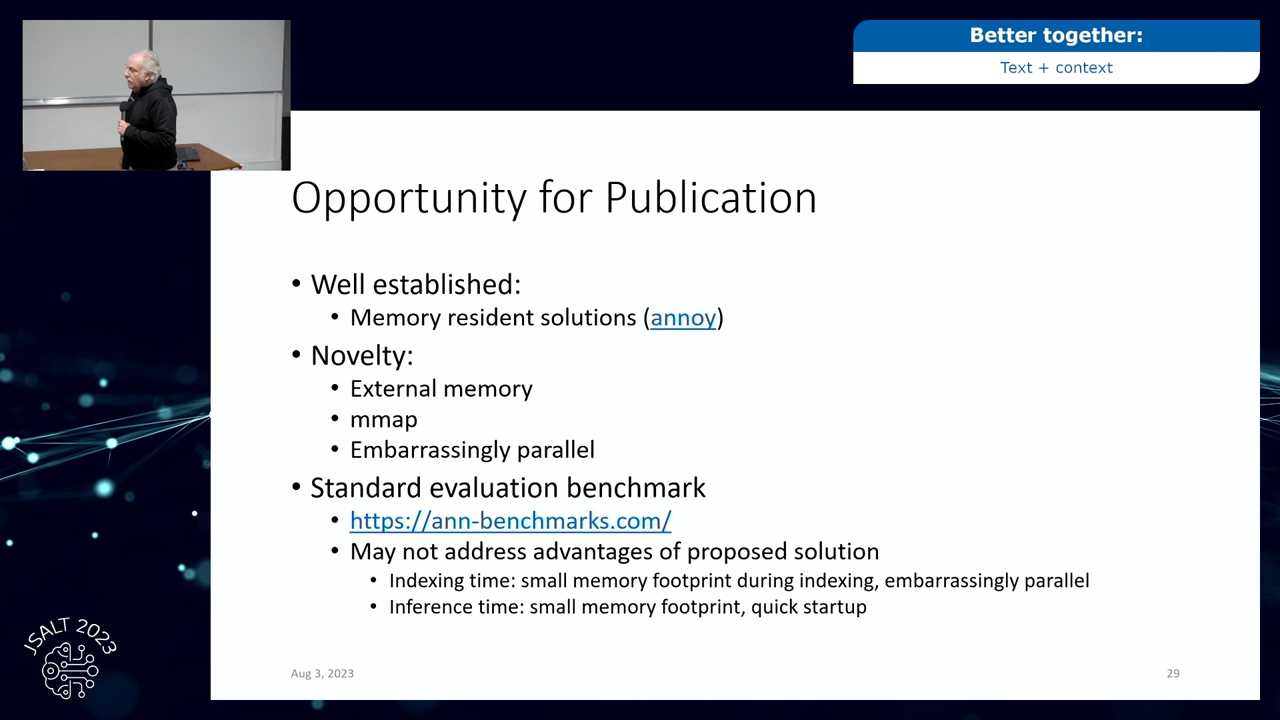 Better together:
Text + context
Opportunity for Publication
• Well established:
• Memory resident solutions (annoy)
• Novelty:
• External memory
• mmap
• Embarrassingly parallel
• Standard evaluation benchmark
• https://ann-benchmarks.com/
• May not address advantages of proposed solution
• Indexing time: small memory footprint during indexing, embarrassingly parallel
• Inference time: small memory footprint, quick startup
JSALT 2023
Aug 3, 2023
29